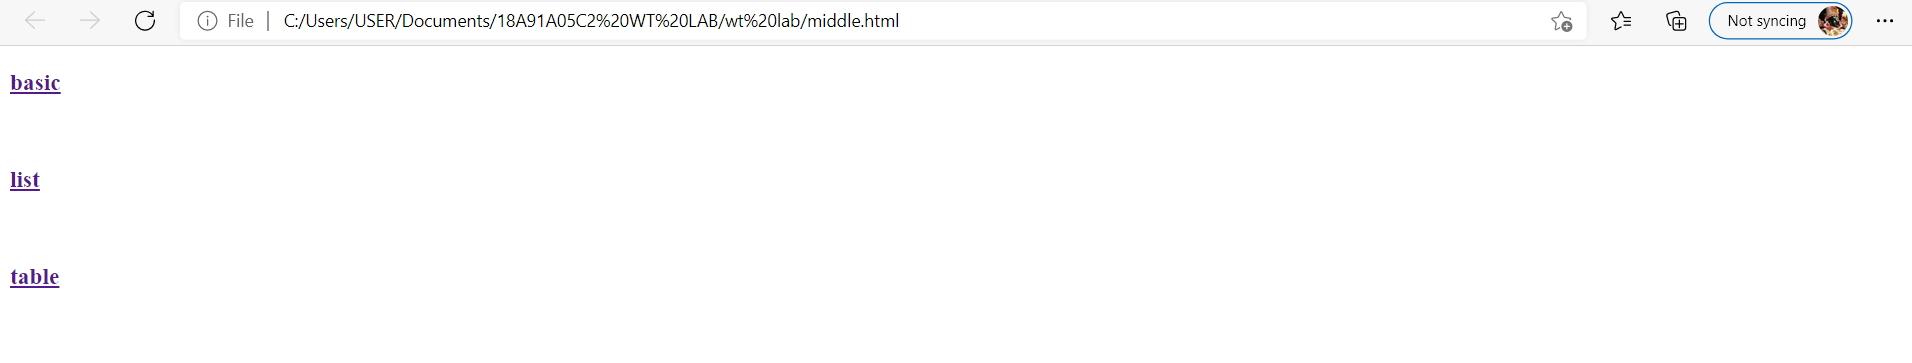 File | C:/Users/USER/Documents/18A91A05C2%20WT%20LAB/wt%20lab/middle.html Not syncing
basic
list
table